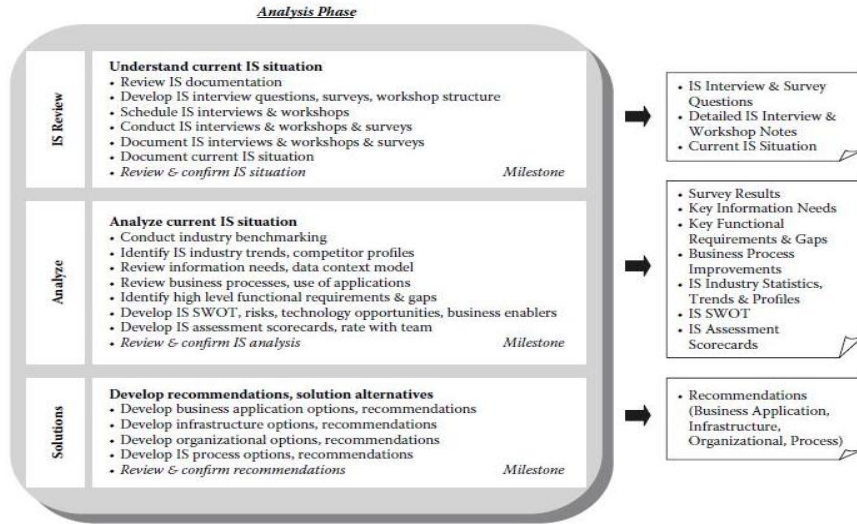 Analysis Phase
IS Review
Understand current IS situation
• Review IS documentation
• Develop IS interview questions, surveys, workshop structure
• Schedule IS interviews & workshops
• Conduct IS interviews & workshops & surveys
• Document IS interviews & workshops & surveys
• Document current IS situation
• Review & confirm IS situation Milestone
• IS Interview & Survey
Questions
• Detailed IS Interview &
Workshop Notes
• Current IS Situation
Analyze
Analyze current IS situation
• Conduct industry benchmarking
• Identify IS industry trends, competitor profiles
• Review information needs, data context model
• Review business processes, use of applications
• Identify high level functional requirements & gaps
• Develop IS SWOT, risks, technology opportunities, business enablers
• Develop IS assessment scorecards, rate with team
• Review & confirm IS analysis Milestone
• Survey Results
• Key Information Needs
• Key Functional
Requirements & Gaps
• Business Process
Improvements
• IS Industry Statistics,
Trends & Profiles
• IS SWOT
• IS Assessment
Scorecards
Solutions
Develop recommendations, solution alternatives
• Develop business application options, recommendations
• Develop infrastructure options, recommendations
• Develop organizational options, recommendations
• Develop IS process options, recommendations
• Review & confirm recommendations Milestone
• Recommendations
(Business Application,
Infrastructure,
Organizational, Process)